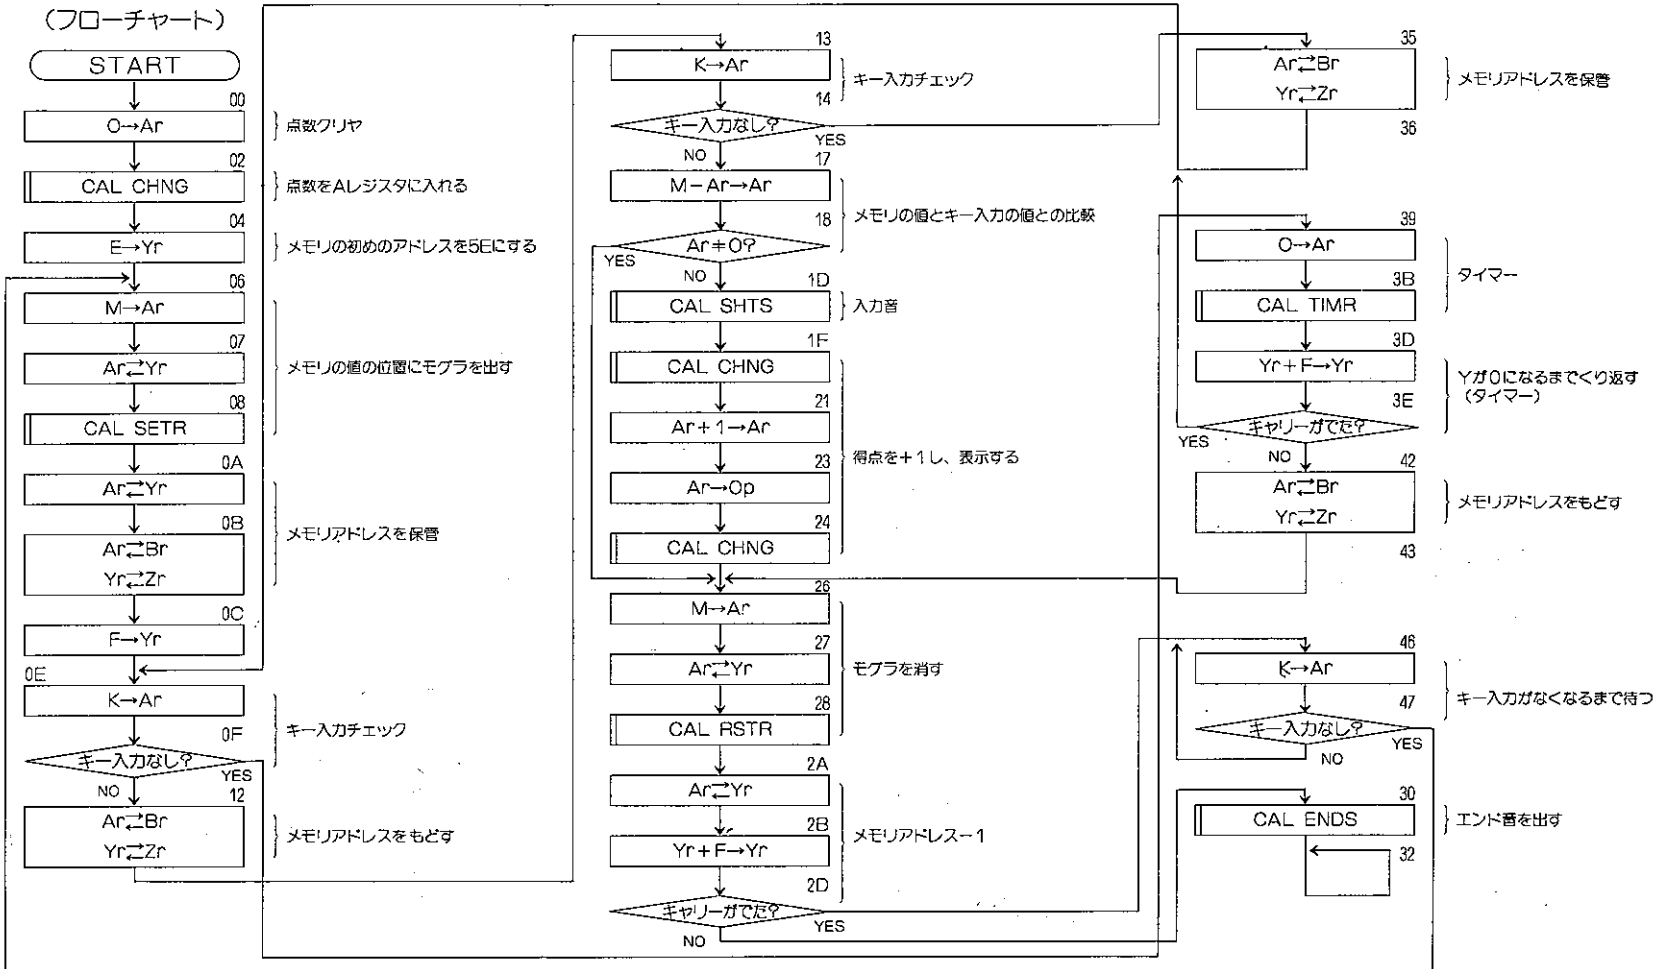 (フローチャート)
START
00
O→Ar
点数クリヤ
02
CAL CHNG
点数をAレジスタに入れる
04
E→Yr
メモリの初めのアドレスを5Eにする
06
M→Ar
07
Ar⇄Yr
メモリの値の位置にモグラを出す
08
CAL SETR
0A
Ar⇄Yr
0B
Ar⇄Br
Yr⇄Zr
メモリアドレスを保管
0C
F→Yr
0E
K→Ar
キー入力チェック
0F
キー入力なし?
YES
NO
12
Ar⇄Br
Yr⇄Zr
メモリアドレスをもどす
13
K→Ar
キー入力チェック
14
キー入力なし?
YES
NO
17
M-Ar→Ar
メモリの値とキー入力の値との比較
18
Ar≠0?
YES
NO
1D
CAL SHTS
入力音
1F
CAL CHNG
21
Ar+1→Ar
得点を+1し、表示する
23
Ar→Op
24
CAL CHNG
26
M→Ar
27
Ar⇄Yr
モグラを消す
28
CAL RSTR
2A
Ar⇄Yr
2B
Yr+F→Yr
メモリアドレス-1
2D
キャリーがでた?
YES
NO
35
Ar⇄Br
Yr⇄Zr
メモリアドレスを保管
36
39
O→Ar
タイマー
3B
CAL TIMR
3D
Yr+F→Yr
Yが0になるまでくり返す
(タイマー)
3E
キャリーがでた?
YES
NO
42
Ar⇄Br
Yr⇄Zr
メモリアドレスをもどす
43
46
K→Ar
キー入力がなくなるまで待つ
47
キー入力なし?
YES
NO
30
CAL ENDS
エンド音を出す
32